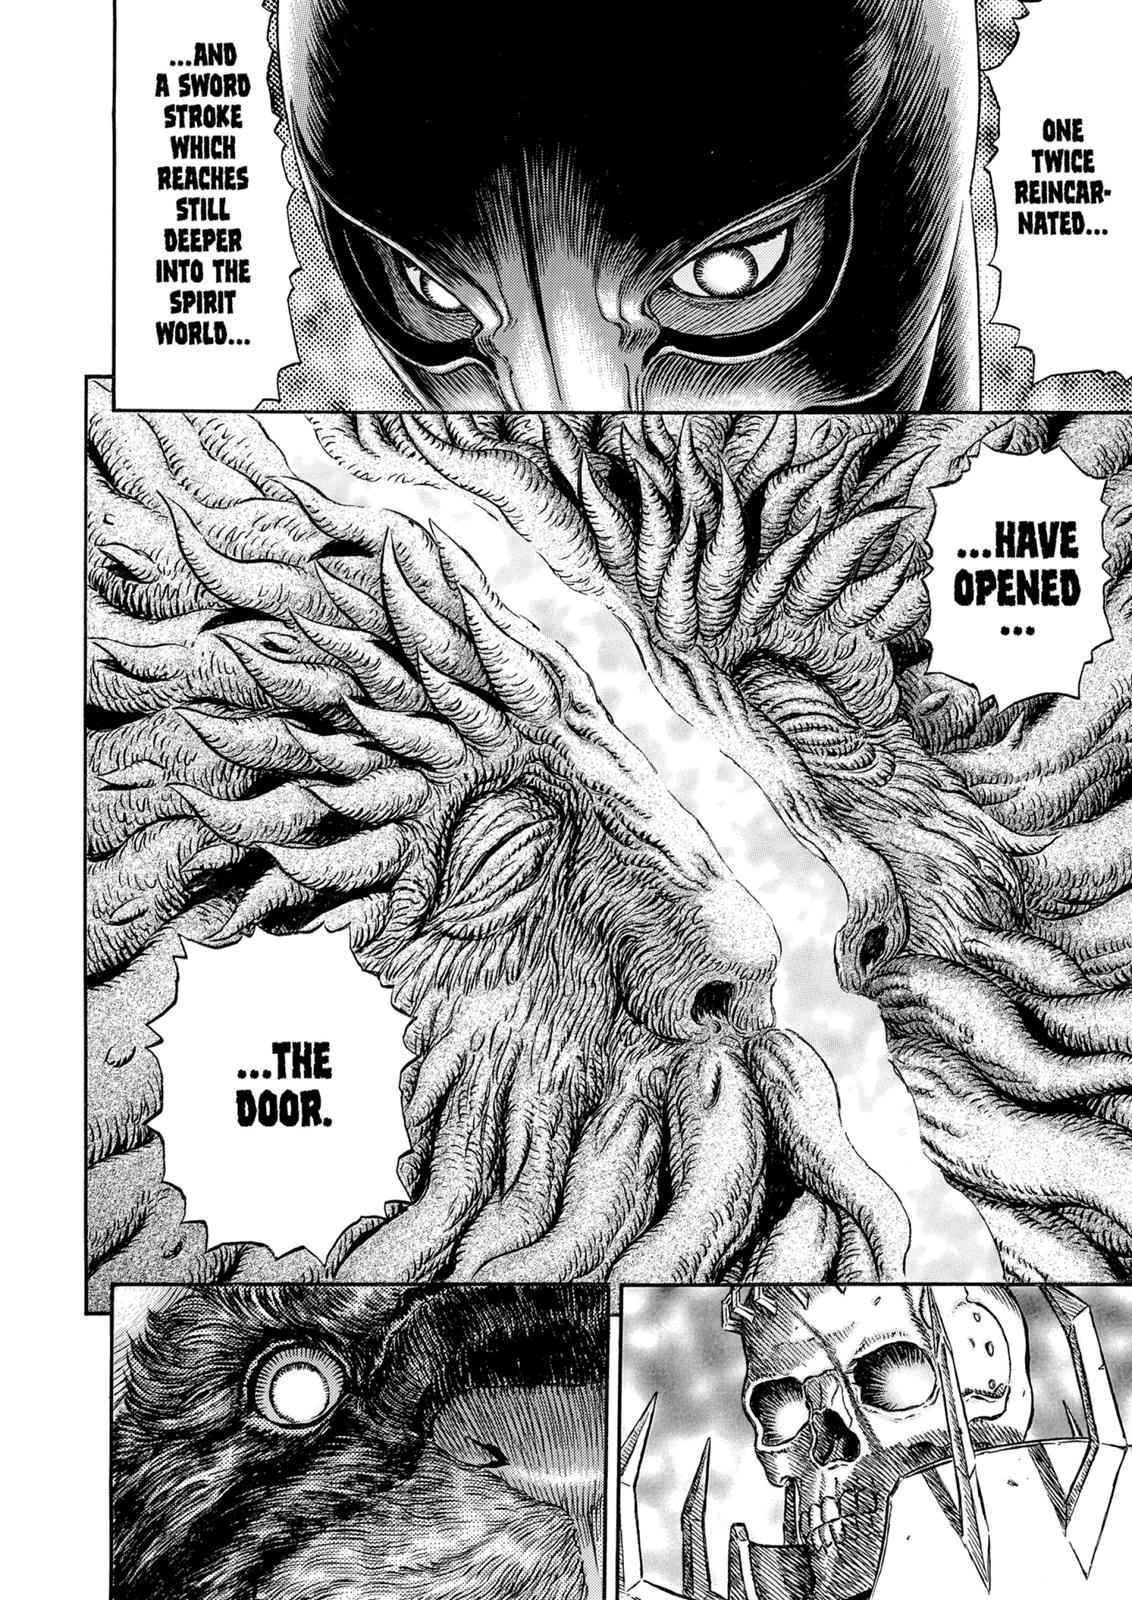 ONE
TWICE
REINCAR-
NATED...
...AND
A SWORD
STROKE
WHICH
REACHES
STILL
DEEPER
INTO THE
SPIRIT
WORLD...
...HAVE
OPENED
...
...THE
DOOR.